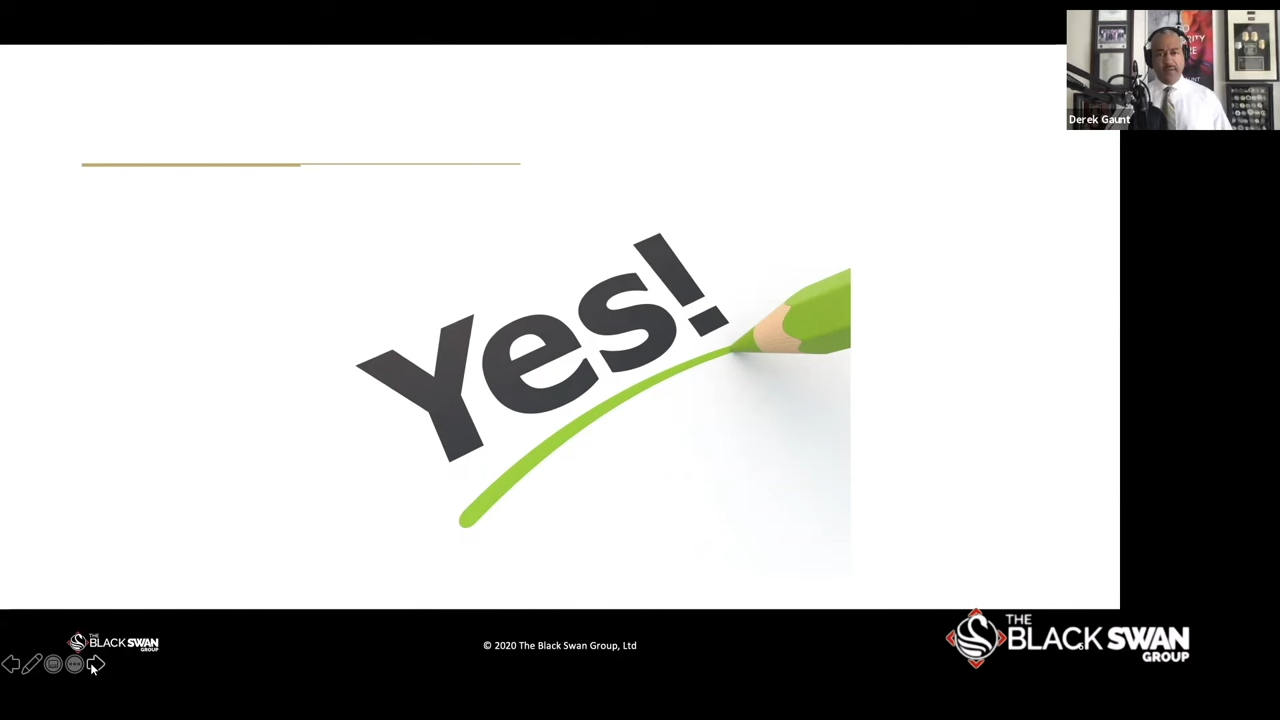 Derek Gaunt
Yes!
THE
BLACK SWAN
GROUP
© 2020 The Black Swan Group, Ltd
THE
BLACK SWAN
GROUP